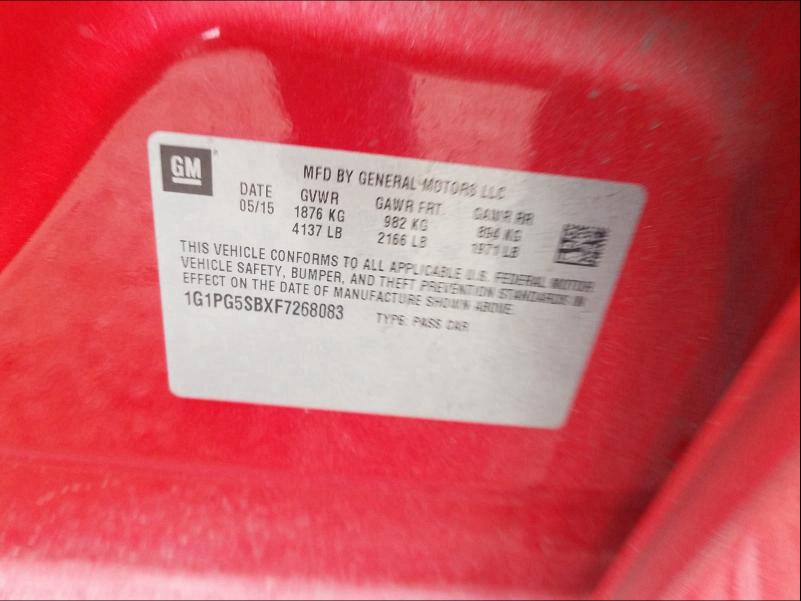 GM
MFD BY GENERAL MOTORS LLC
DATE GVWR GAWR FRT GAWR RR
05/15 1876 KG 982 KG 894 KG
4137 LB 2166 LB 1971 LB
THIS VEHICLE CONFORMS TO ALL APPLICABLE U.S. FEDERAL MOTOR
VEHICLE SAFETY, BUMPER, AND THEFT PREVENTION STANDARDS IN
EFFECT ON THE DATE OF MANUFACTURE SHOWN ABOVE.
1G1PG5SBXF7268083 TYPE: PASS CAR